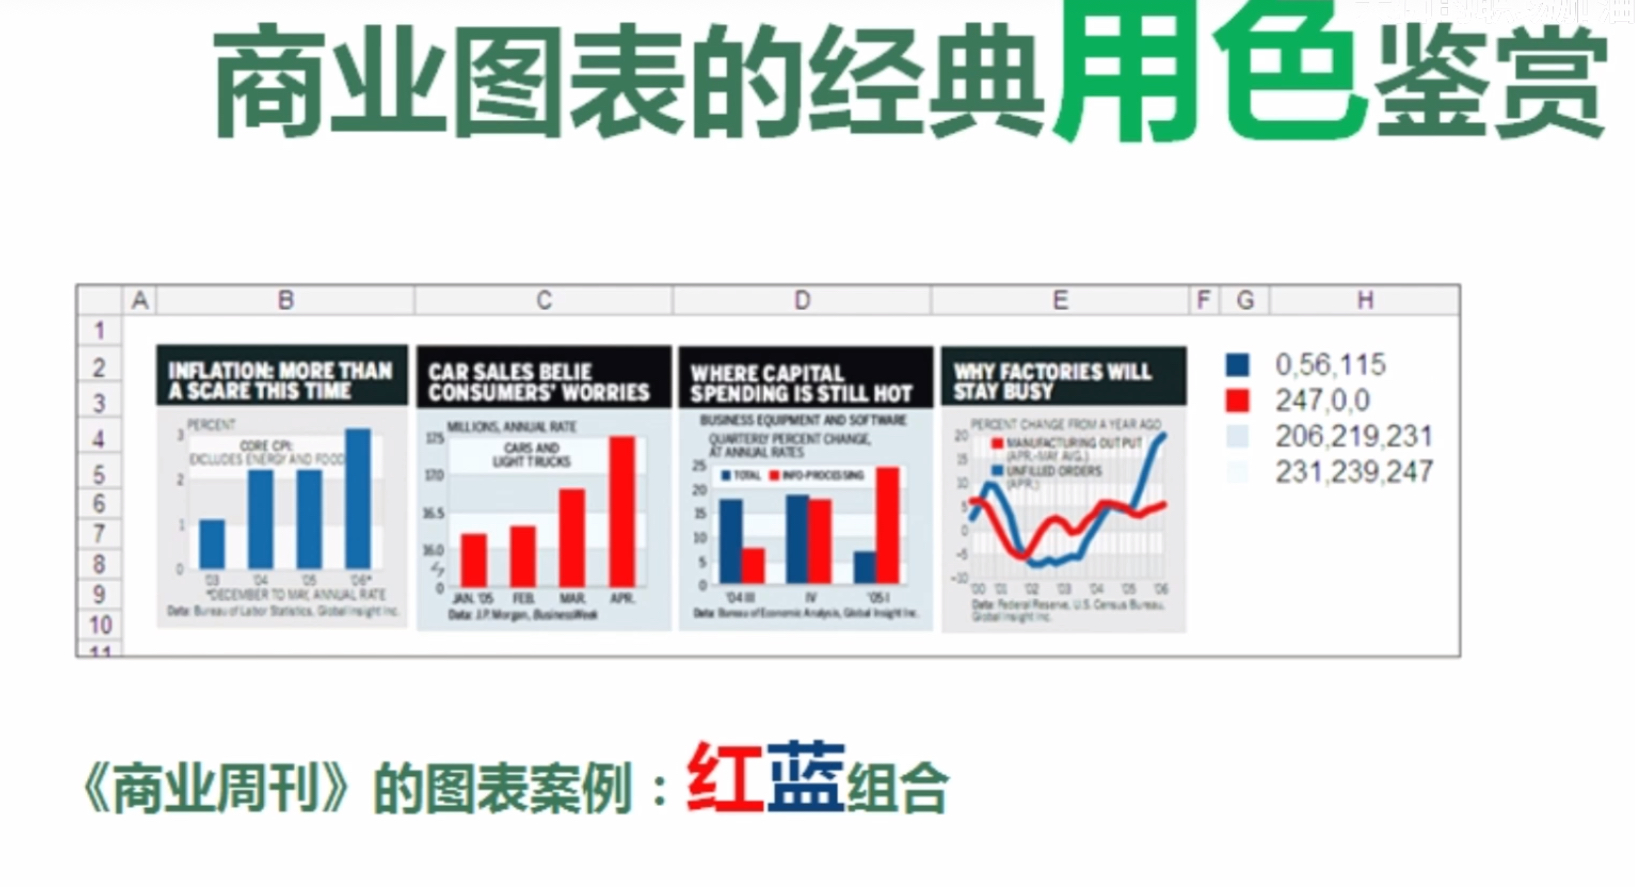 商业图表的经典用色鉴赏
A B C D E F G H
1
2
3
4
5
6
7
8
9
10
11
INFLATION: MORE THAN
A SCARE THIS TIME
PERCENT
CORE CPI:
EXCLUDES ENERGY AND FOOD
3
2
1
0
'03 '04 '05 '06*
*DECEMBER TO MAY, ANNUAL RATE
Data: Bureau of Labor Statistics, Global Insight Inc.
CAR SALES BELIE
CONSUMERS' WORRIES
MILLIONS, ANNUAL RATE
CARS AND
LIGHT TRUCKS
17.5
17.0
16.5
16.0
0
JAN. '05 FEB. MAR. APR.
Data: J.P. Morgan, BusinessWeek
WHERE CAPITAL
SPENDING IS STILL HOT
BUSINESS EQUIPMENT AND SOFTWARE
QUARTERLY PERCENT CHANGE,
AT ANNUAL RATES
TOTAL INFO-PROCESSING
25
20
15
10
5
0
'04 III IV '05 I
Data: Bureau of Economic Analysis, Global Insight Inc.
WHY FACTORIES WILL
STAY BUSY
PERCENT CHANGE FROM A YEAR AGO
MANUFACTURING OUTPUT
(APR.-MAY AVG.)
UNFILLED ORDERS
(APR.)
20
15
10
5
0
-5
-10
'00 '01 '02 '03 '04 '05 '06
Data: Federal Reserve, U.S. Census Bureau,
Global Insight Inc.
0,56,115
247,0,0
206,219,231
231,239,247
《商业周刊》的图表案例：红蓝组合